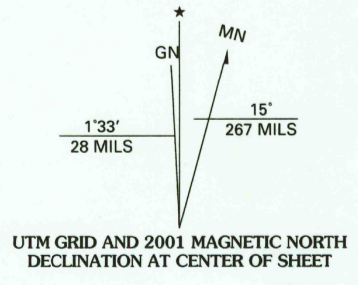 ★
MN
GN
1°33′
28 MILS
15°
267 MILS
UTM GRID AND 2001 MAGNETIC NORTH
DECLINATION AT CENTER OF SHEET